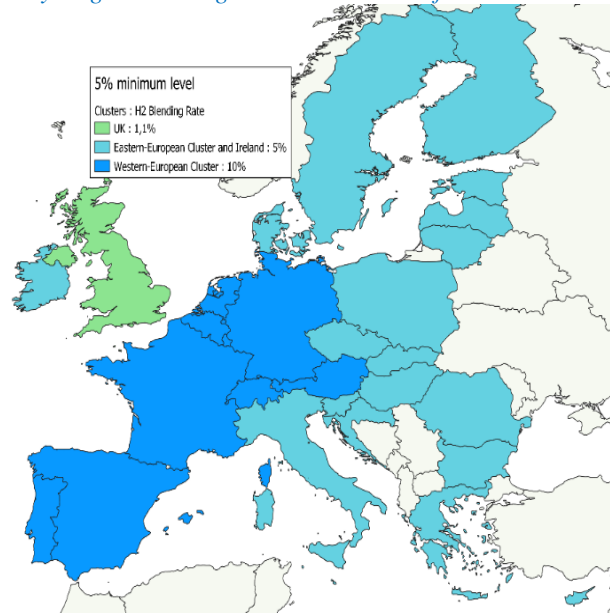 5% minimum level
Clusters : H2 Blending Rate
UK : 1,1%
Eastern-European Cluster and Ireland : 5%
Western-European Cluster : 10%